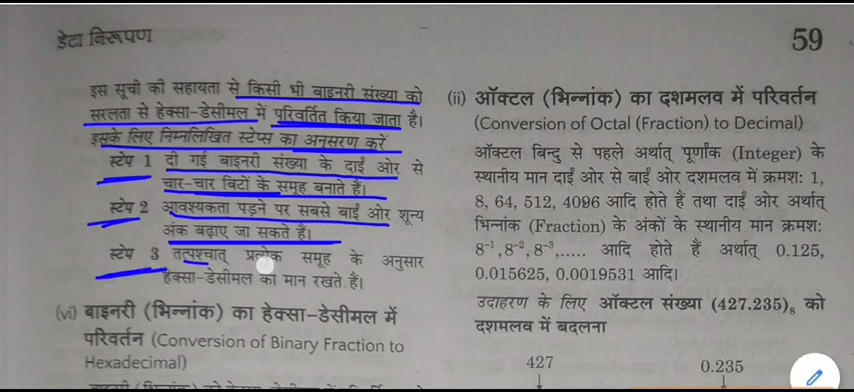 डेटा निरूपण
59
इस सूची की सहायता से किसी भी बाइनरी संख्या को
सरलता से हेक्सा-डेसीमल में परिवर्तित किया जाता है।
इसके लिए निम्नलिखित स्टेप्स का अनुसरण करें
स्टेप 1 दी गई बाइनरी संख्या के दाईं ओर से
चार-चार बिटों के समूह बनाते हैं।
स्टेप 2 आवश्यकता पड़ने पर सबसे बाईं ओर शून्य
अंक बढ़ाए जा सकते हैं।
स्टेप 3 तत्पश्चात् प्रत्येक समूह के अनुसार
हेक्सा-डेसीमल का मान रखते हैं।
(vi) बाइनरी (भिन्नांक) का हेक्सा-डेसीमल में
परिवर्तन (Conversion of Binary Fraction to
Hexadecimal)
(ii) ऑक्टल (भिन्नांक) का दशमलव में परिवर्तन
(Conversion of Octal (Fraction) to Decimal)
ऑक्टल बिन्दु से पहले अर्थात् पूर्णांक (Integer) के
स्थानीय मान दाईं ओर से बाईं ओर दशमलव में क्रमशः 1,
8, 64, 512, 4096 आदि होते हैं तथा दाईं ओर अर्थात्
भिन्नांक (Fraction) के अंकों के स्थानीय मान क्रमशः
8⁻¹,8⁻²,8⁻³,..... आदि होते हैं अर्थात् 0.125,
0.015625, 0.0019531 आदि।
उदाहरण के लिए ऑक्टल संख्या (427.235)₈ को
दशमलव में बदलना
427 0.235